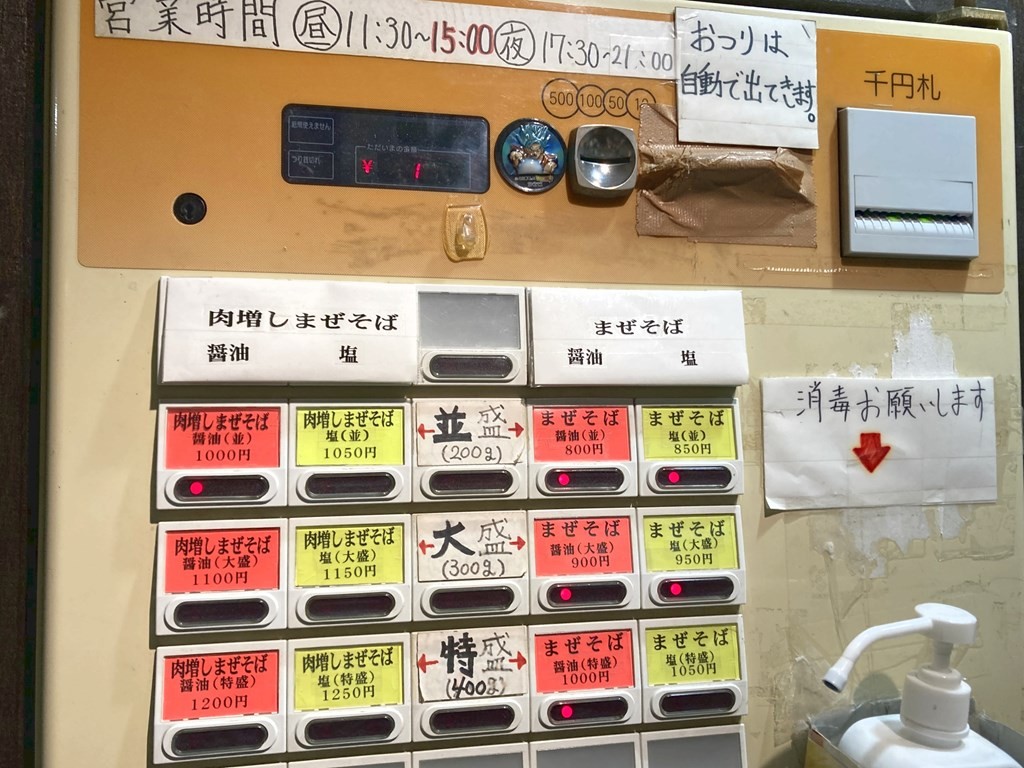 営業時間 昼 11:30~15:00 夜 17:30~21:00
おつりは
自動で出てきます。
千円札
500 100 50 10
ただいまの金額
¥ 1
肉増しまぜそば
醤油 塩
まぜそば
醤油 塩
消毒お願いします
肉増しまぜそば
醤油(並)
1000円
肉増しまぜそば
塩(並)
1050円
並盛
(200g)
まぜそば
醤油(並)
800円
まぜそば
塩(並)
850円
肉増しまぜそば
醤油(大盛)
1100円
肉増しまぜそば
塩(大盛)
1150円
大盛
(300g)
まぜそば
醤油(大盛)
900円
まぜそば
塩(大盛)
950円
肉増しまぜそば
醤油(特盛)
1200円
肉増しまぜそば
塩(特盛)
1250円
特盛
(400g)
まぜそば
醤油(特盛)
1000円
まぜそば
塩(特盛)
1050円